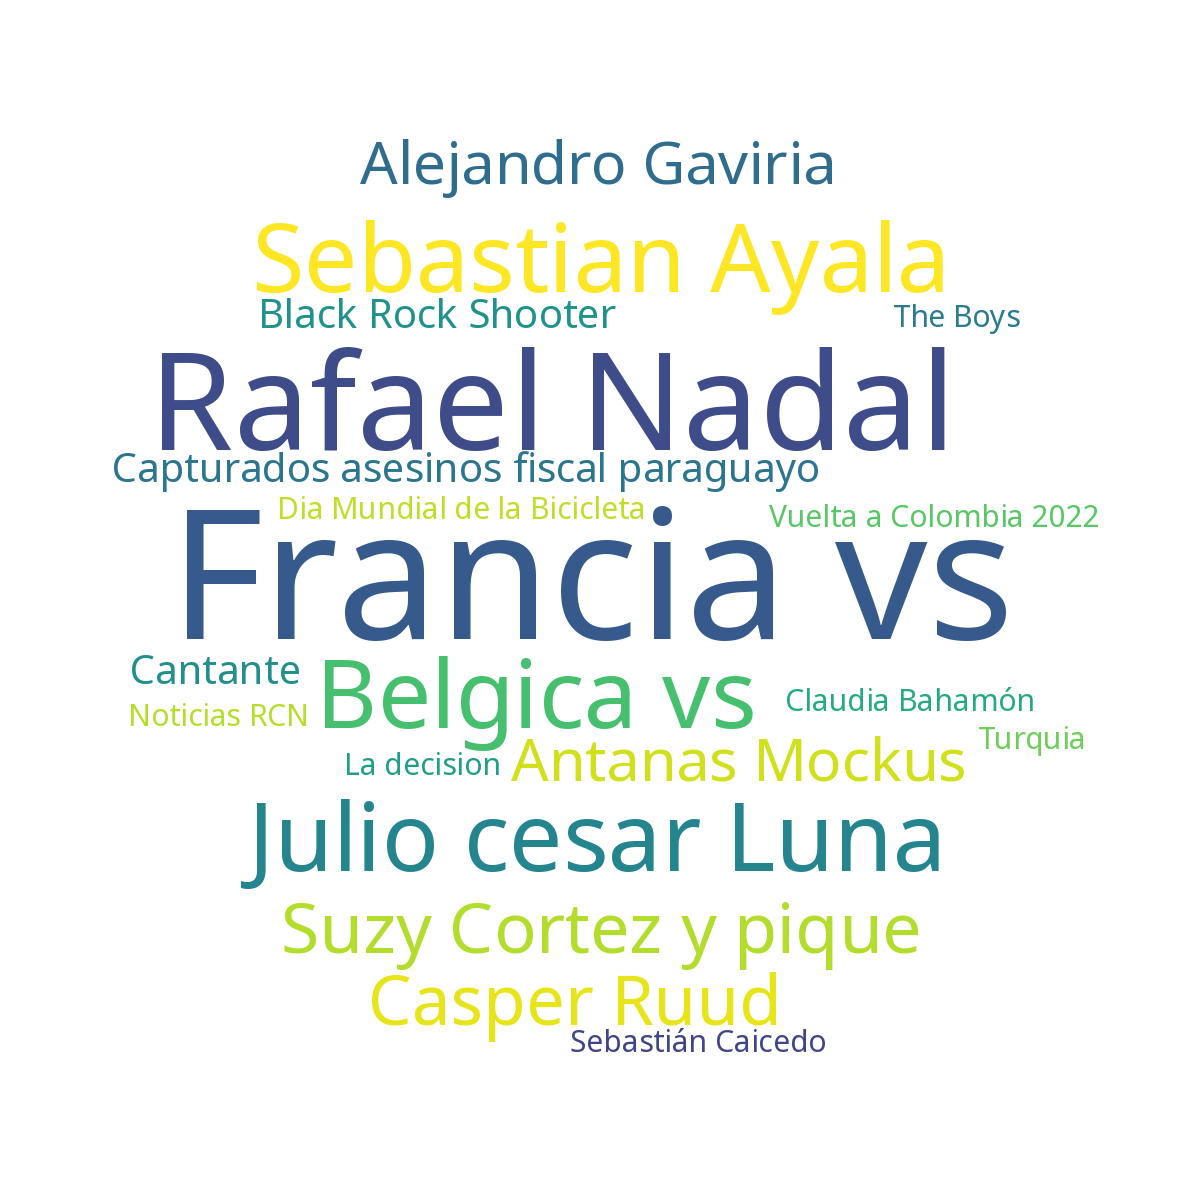 Alejandro Gaviria
Sebastian Ayala
Black Rock Shooter
The Boys
Rafael Nadal
Capturados asesinos fiscal paraguayo
Dia Mundial de la Bicicleta
Vuelta a Colombia 2022
Francia vs
Cantante
Belgica vs
Claudia Bahamón
Noticias RCN
Turquia
La decision
Antanas Mockus
Julio cesar Luna
Suzy Cortez y pique
Casper Ruud
Sebastián Caicedo